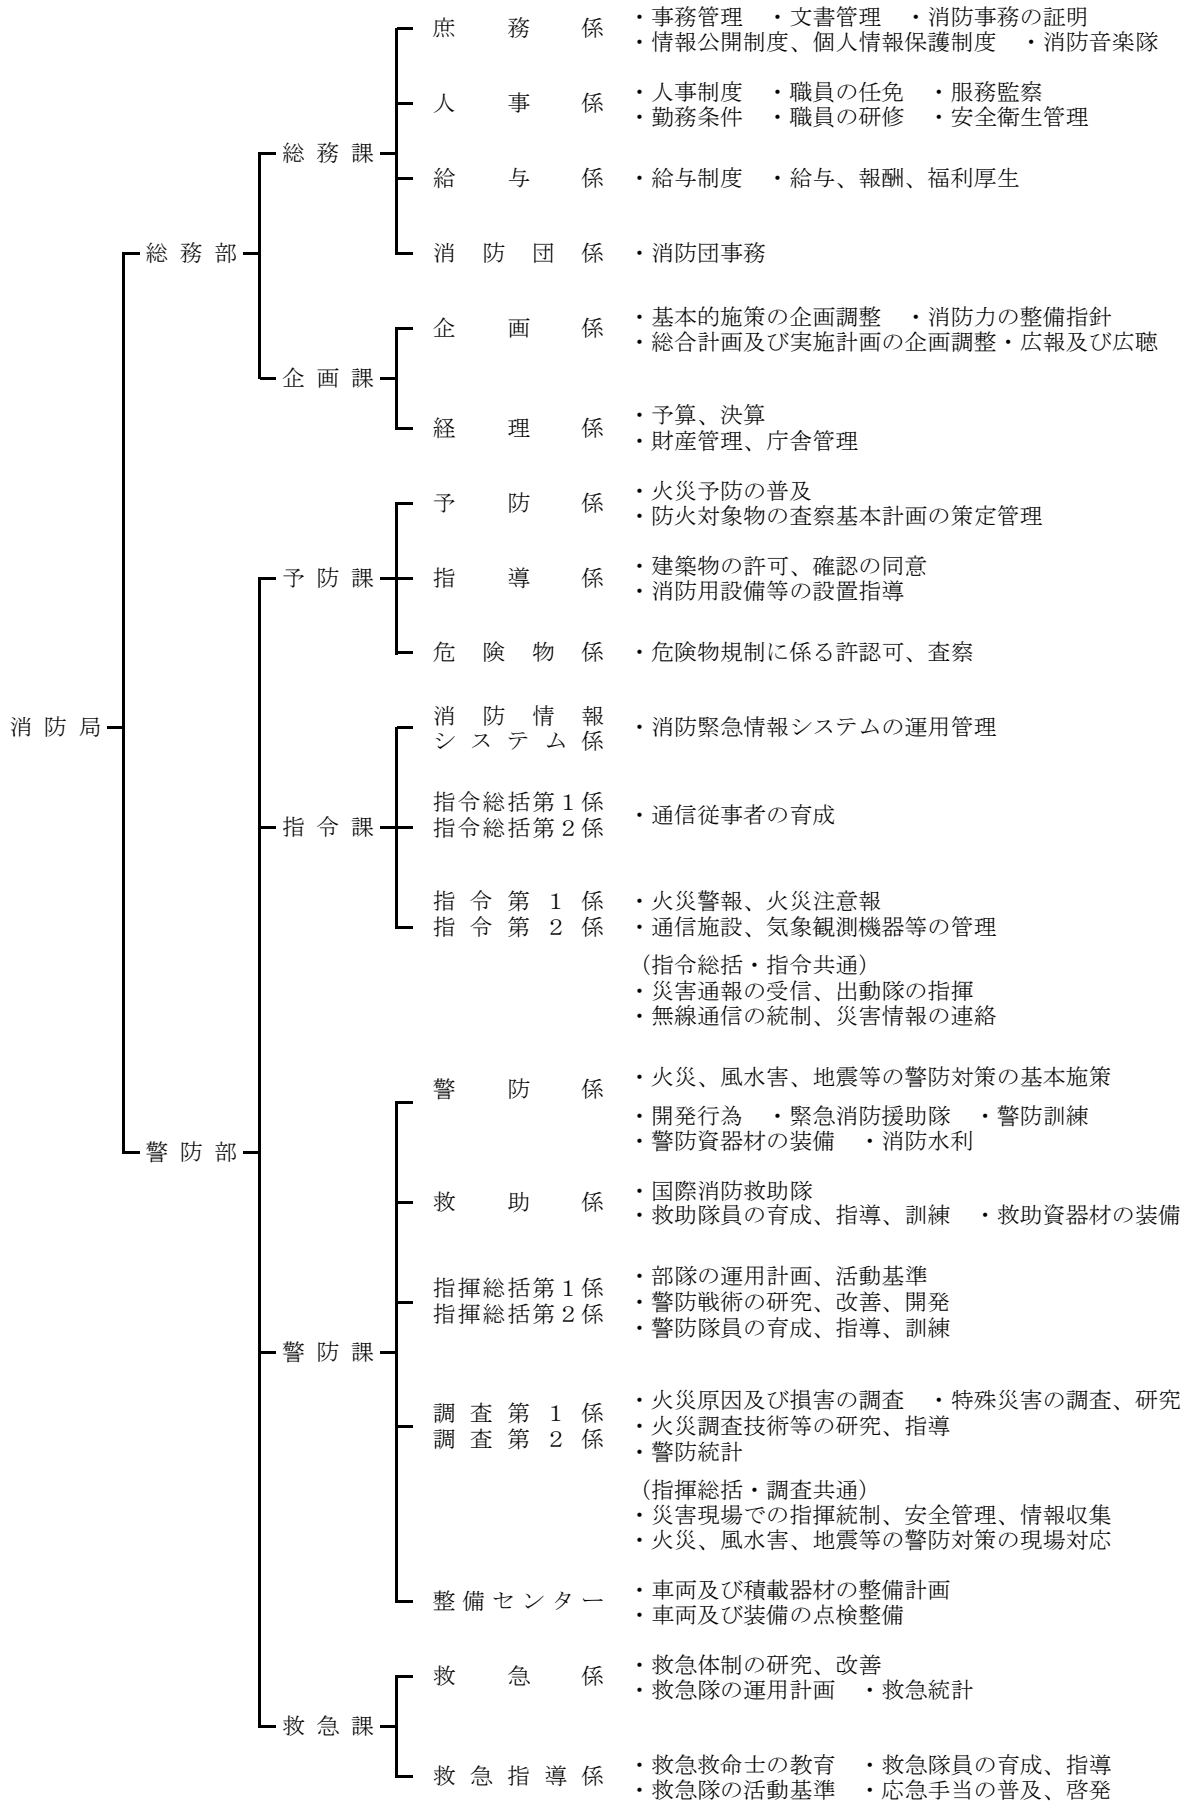 消防局
総務部
総務課
庶務係
・事務管理　・文書管理　・消防事務の証明
・情報公開制度、個人情報保護制度　・消防音楽隊
人事係
・人事制度　・職員の任免　・服務監察
・勤務条件　・職員の研修　・安全衛生管理
給与係
・給与制度　・給与、報酬、福利厚生
消防団係
・消防団事務
企画課
企画係
・基本的施策の企画調整　・消防力の整備指針
・総合計画及び実施計画の企画調整・広報及び広聴
経理係
・予算、決算
・財産管理、庁舎管理
警防部
予防課
予防係
・火災予防の普及
・防火対象物の査察基本計画の策定管理
指導係
・建築物の許可、確認の同意
・消防用設備等の設置指導
危険物係
・危険物規制に係る許認可、査察
指令課
消防情報
システム係
・消防緊急情報システムの運用管理
指令総括第１係
指令総括第２係
・通信従事者の育成
指令第１係
指令第２係
・火災警報、火災注意報
・通信施設、気象観測機器等の管理
（指令総括・指令共通）
・災害通報の受信、出動隊の指揮
・無線通信の統制、災害情報の連絡
警防課
警防係
・火災、風水害、地震等の警防対策の基本施策
・開発行為　・緊急消防援助隊　・警防訓練
・警防資器材の装備　・消防水利
救助係
・国際消防救助隊
・救助隊員の育成、指導、訓練　・救助資器材の装備
指揮総括第１係
指揮総括第２係
・部隊の運用計画、活動基準
・警防戦術の研究、改善、開発
・警防隊員の育成、指導、訓練
調査第１係
調査第２係
・火災原因及び損害の調査　・特殊災害の調査、研究
・火災調査技術等の研究、指導
・警防統計
（指揮総括・調査共通）
・災害現場での指揮統制、安全管理、情報収集
・火災、風水害、地震等の警防対策の現場対応
整備センター
・車両及び積載器材の整備計画
・車両及び装備の点検整備
救急課
救急係
・救急体制の研究、改善
・救急隊の運用計画　・救急統計
救急指導係
・救急救命士の教育　・救急隊員の育成、指導
・救急隊の活動基準　・応急手当の普及、啓発